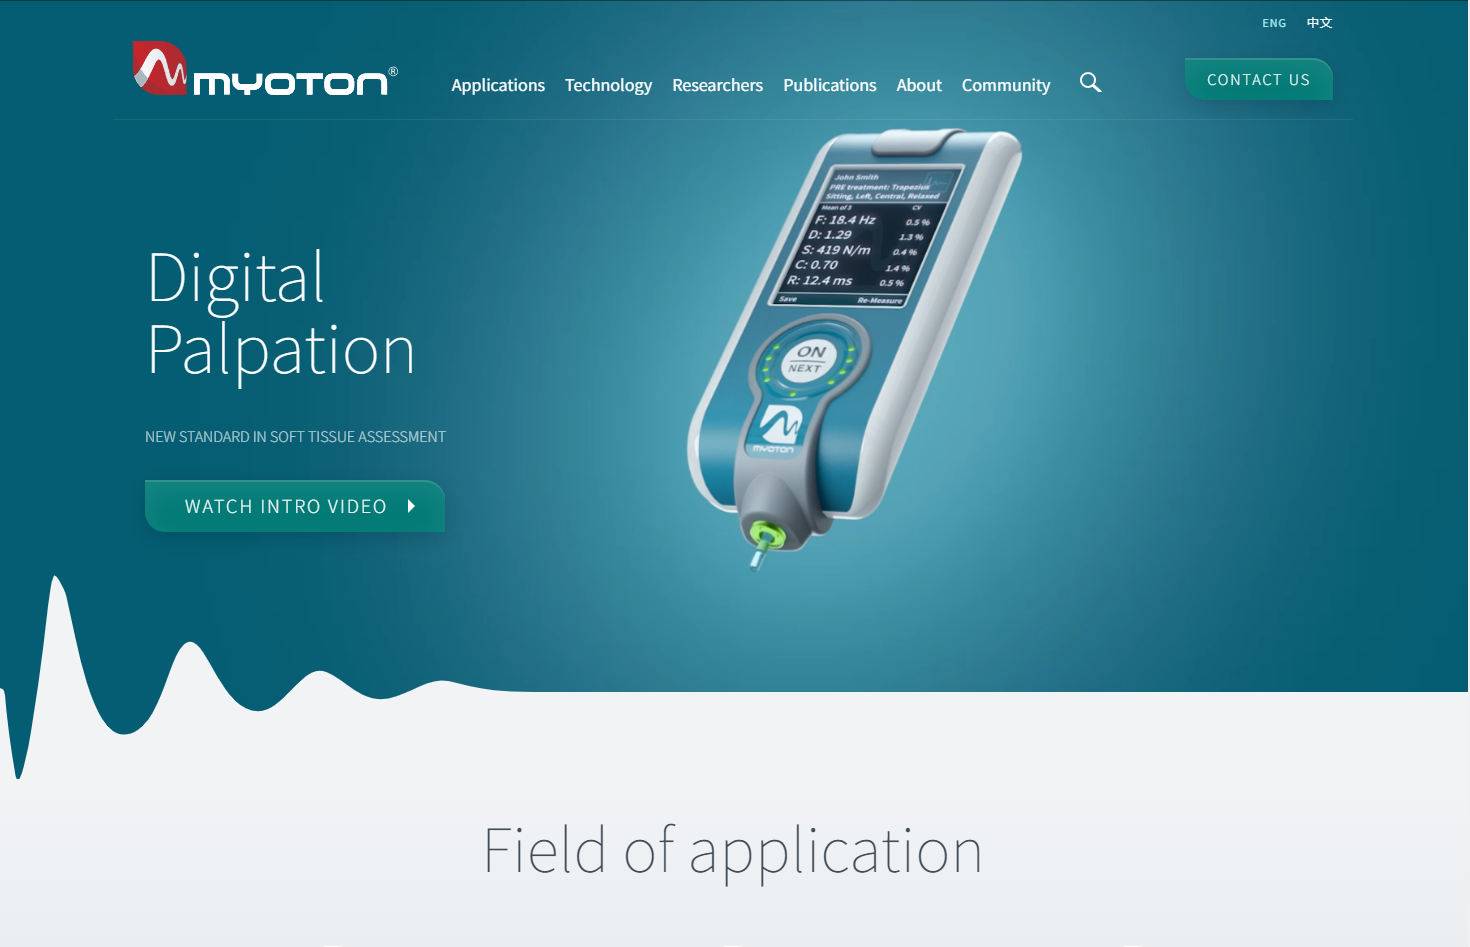 ENG 中文
MYOTON®
Applications Technology Researchers Publications About Community
CONTACT US
Digital
Palpation
NEW STANDARD IN SOFT TISSUE ASSESSMENT
WATCH INTRO VIDEO
John Smith
PRE treatment: Trapezius
Sitting, Left, Central, Relaxed
Mean of 3 CV
F: 18.4 Hz 0.5 %
D: 1.29 1.3 %
S: 419 N/m 0.4 %
C: 0.70 1.4 %
R: 12.4 ms 0.5 %
Save Re-Measure
ON
NEXT
MYOTON
Field of application